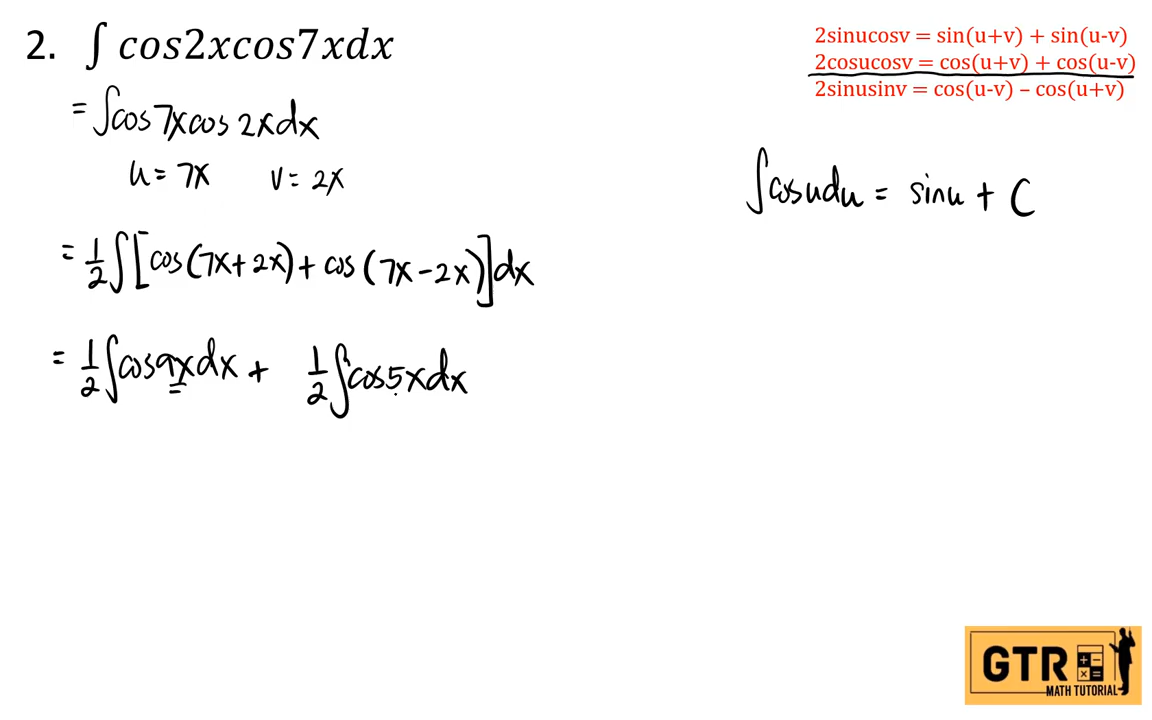 2. ∫ cos2xcos7xdx
= ∫cos7xcos2xdx
u = 7x v = 2x
= 1/2 ∫[cos(7x+2x)+cos(7x-2x)]dx
= 1/2 ∫cos9xdx + 1/2 ∫cos5xdx
2sinucosv = sin(u+v) + sin(u-v)
2cosucosv = cos(u+v) + cos(u-v)
2sinusinv = cos(u-v) – cos(u+v)
∫cosudu = sinu + C
GTR
MATH TUTORIAL